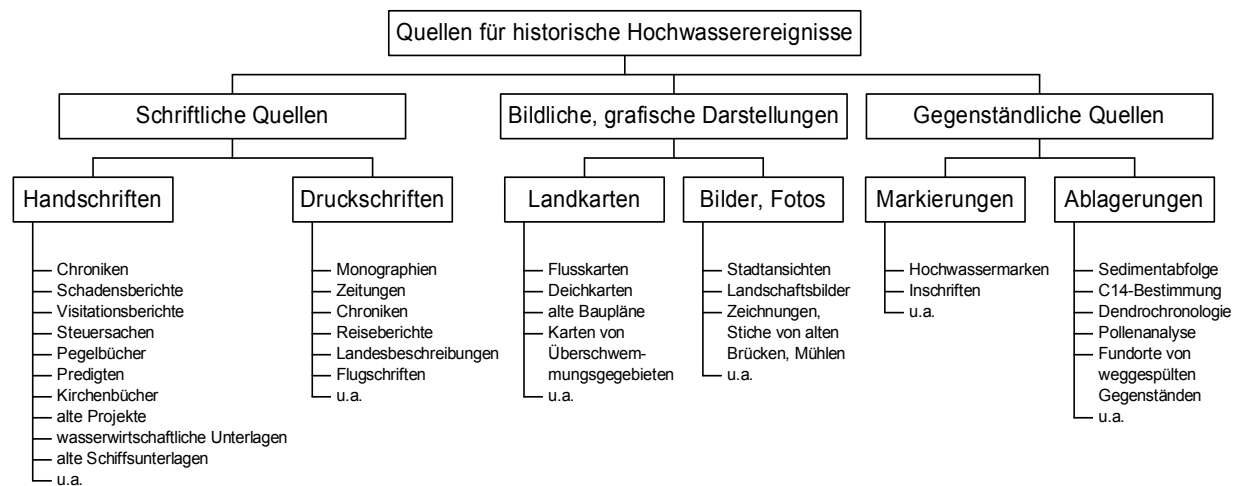 Quellen für historische Hochwasserereignisse
Schriftliche Quellen
Bildliche, grafische Darstellungen
Gegenständliche Quellen
Handschriften
Druckschriften
Landkarten
Bilder, Fotos
Markierungen
Ablagerungen
Chroniken
Schadensberichte
Visitationsberichte
Steuersachen
Pegelbücher
Predigten
Kirchenbücher
alte Projekte
wasserwirtschaftliche Unterlagen
alte Schiffsunterlagen
u.a.
Monographien
Zeitungen
Chroniken
Reiseberichte
Landesbeschreibungen
Flugschriften
u.a.
Flusskarten
Deichkarten
alte Baupläne
Karten von
Überschwem-
mungsgegebieten
u.a.
Stadtansichten
Landschaftsbilder
Zeichnungen,
Stiche von alten
Brücken, Mühlen
u.a.
Hochwassermarken
Inschriften
u.a.
Sedimentabfolge
C14-Bestimmung
Dendrochronologie
Pollenanalyse
Fundorte von
weggespülten
Gegenständen
u.a.